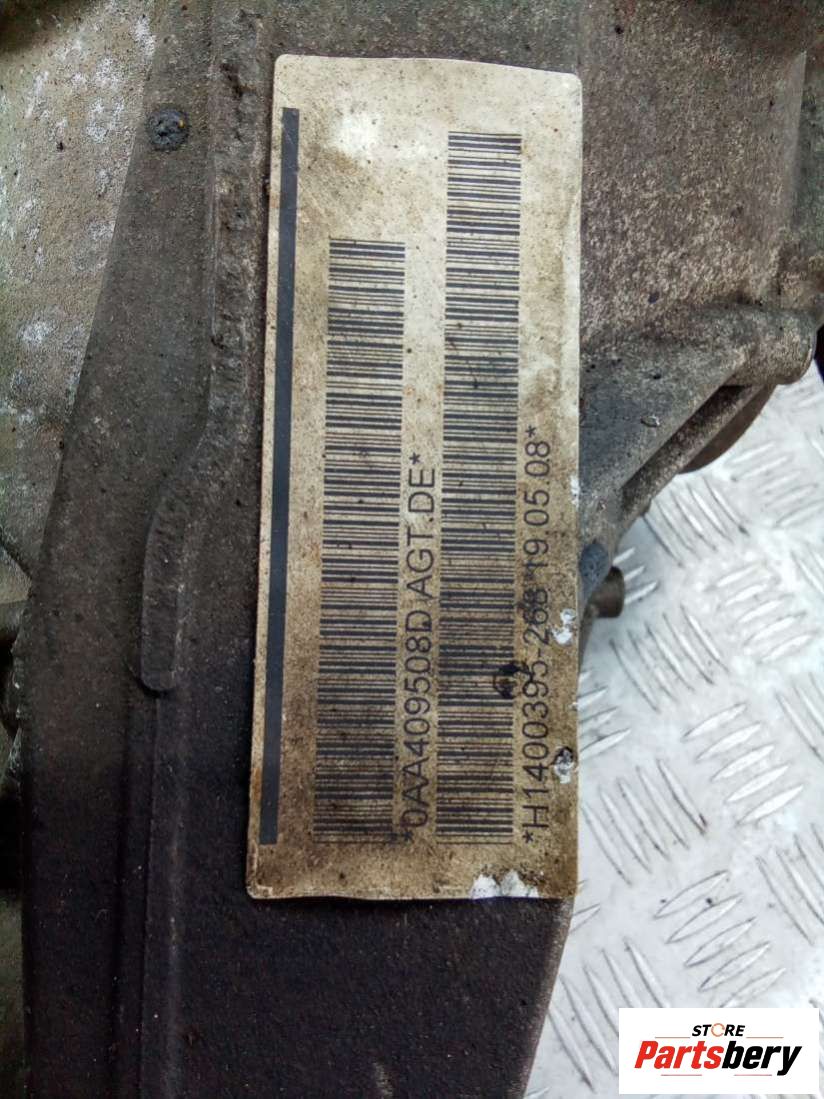 *0AA409508D AGT.DE*
*H1400395-268 19.05.08*
STORE
Partsbery